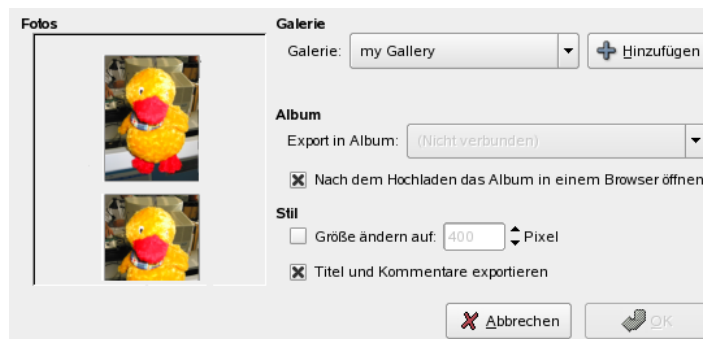 Fotos
Galerie
Galerie: my Gallery Hinzufügen
Album
Export in Album: (Nicht verbunden)
Nach dem Hochladen das Album in einem Browser öffnen
Stil
Größe ändern auf: 400 Pixel
Titel und Kommentare exportieren
Abbrechen OK